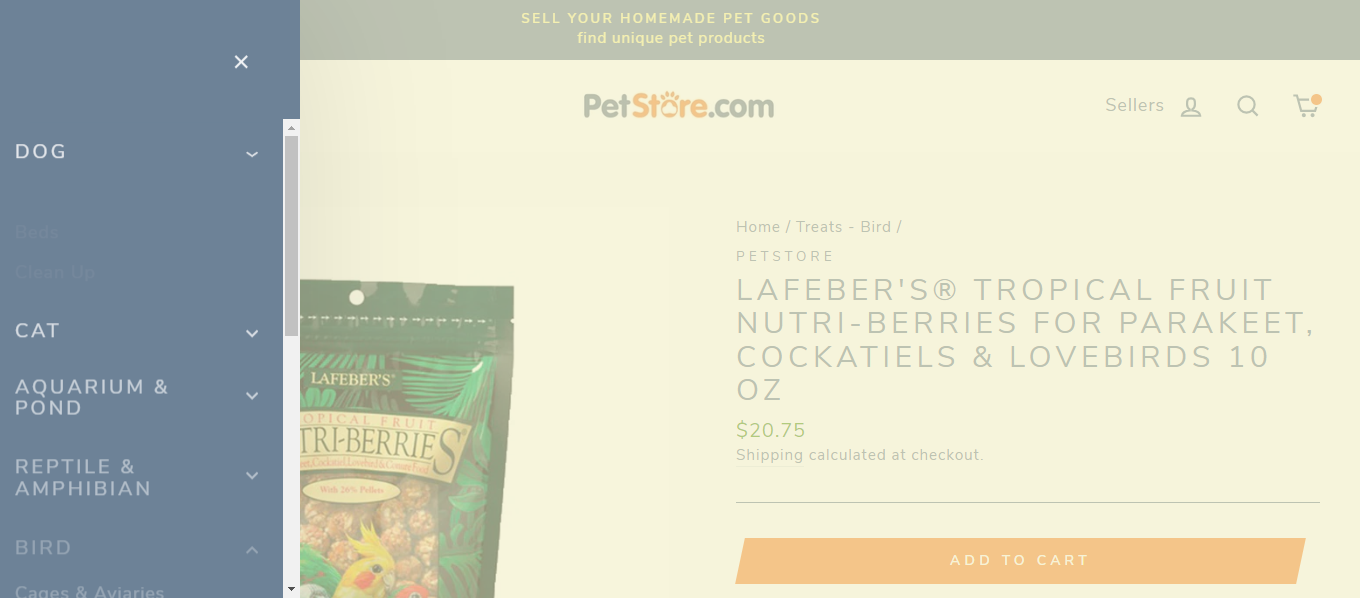 SELL YOUR HOMEMADE PET GOODS
find unique pet products
PetStore.com
Sellers
DOG
Beds
Clean Up
CAT
AQUARIUM &
POND
REPTILE &
AMPHIBIAN
BIRD
Cages & Aviaries
LAFEBER'S®
TROPICAL FRUIT
TRI-BERRIES
With 26% Pellets
Home / Treats - Bird /
PETSTORE
LAFEBER'S® TROPICAL FRUIT
NUTRI-BERRIES FOR PARAKEET,
COCKATIELS & LOVEBIRDS 10
OZ
$20.75
Shipping calculated at checkout.
ADD TO CART